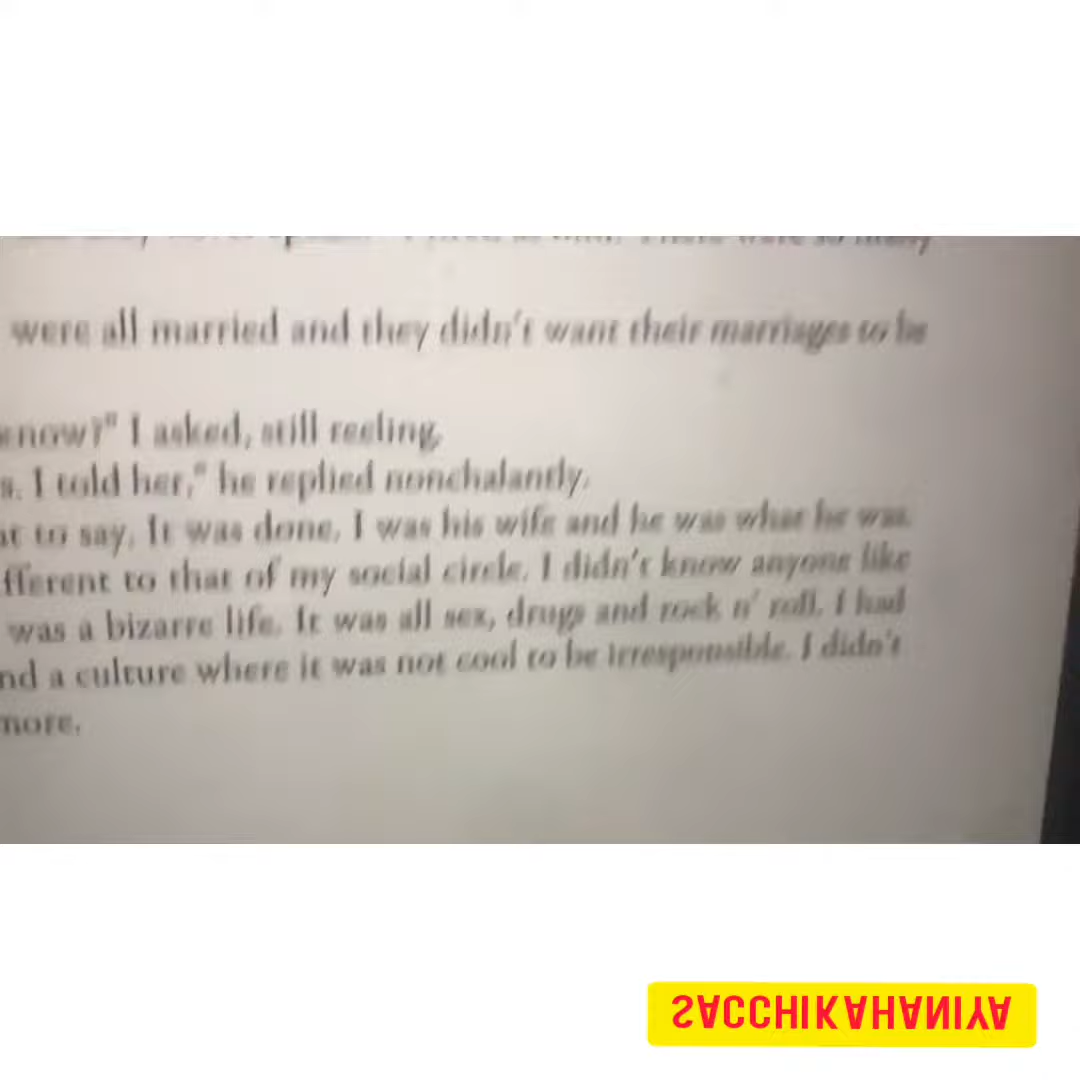 were all married and they didn't want their marriages to be
know?" I asked, still reeling.
s. I told her," he replied nonchalantly.
at to say. It was done. I was his wife and he was what he was.
fferent to that of my social circle. I didn't know anyone like
was a bizarre life. It was all sex, drugs and rock n' roll. I had
nd a culture where it was not cool to be irresponsible. I didn't
more.
SACCHIKAHANIYA